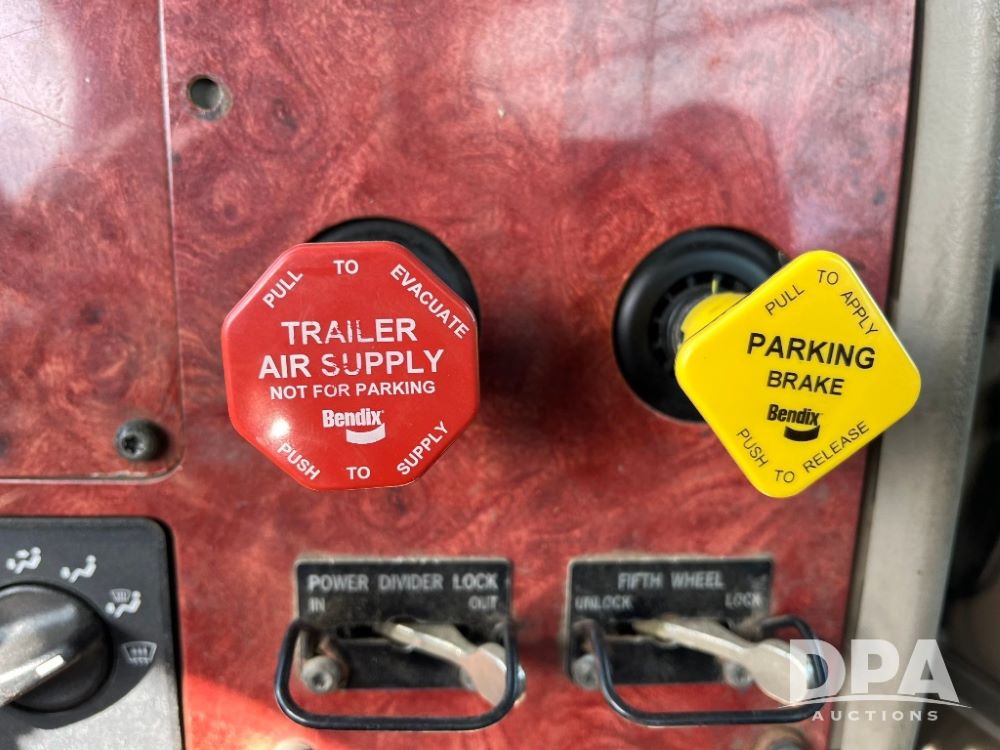 PULL TO EVACUATE
TRAILER
AIR SUPPLY
NOT FOR PARKING
Bendix
PUSH TO SUPPLY
PULL TO APPLY
PARKING
BRAKE
Bendix
PUSH TO RELEASE
POWER DIVIDER LOCK
IN OUT
FIFTH WHEEL
UNLOCK LOCK
DPA
AUCTIONS